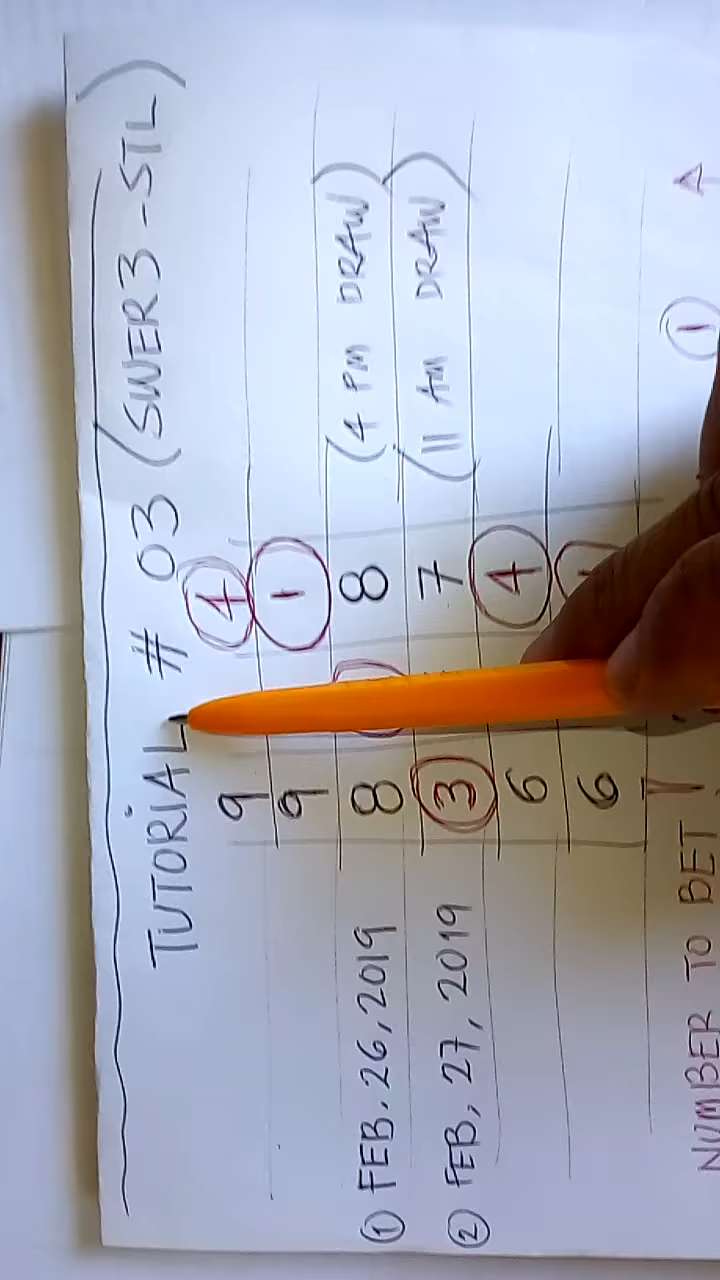 TUTORIAL # 03 (SWER3-STL)
9 4
9 1
① FEB. 26, 2019 8 8 (4 PM DRAW)
② FEB, 27, 2019 3 7 (11 AM DRAW)
6 4
6
NUMBER TO BET ①